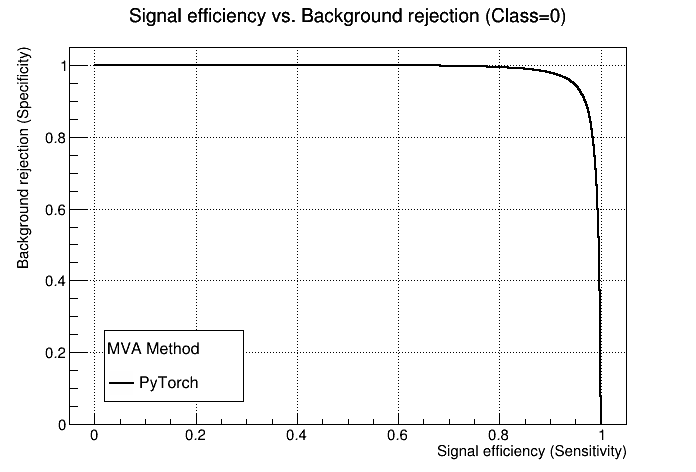 Signal efficiency vs. Background rejection (Class=0)
Background rejection (Specificity)
1
0.8
0.6
0.4
0.2
0
MVA Method
PyTorch
0 0.2 0.4 0.6 0.8 1
Signal efficiency (Sensitivity)